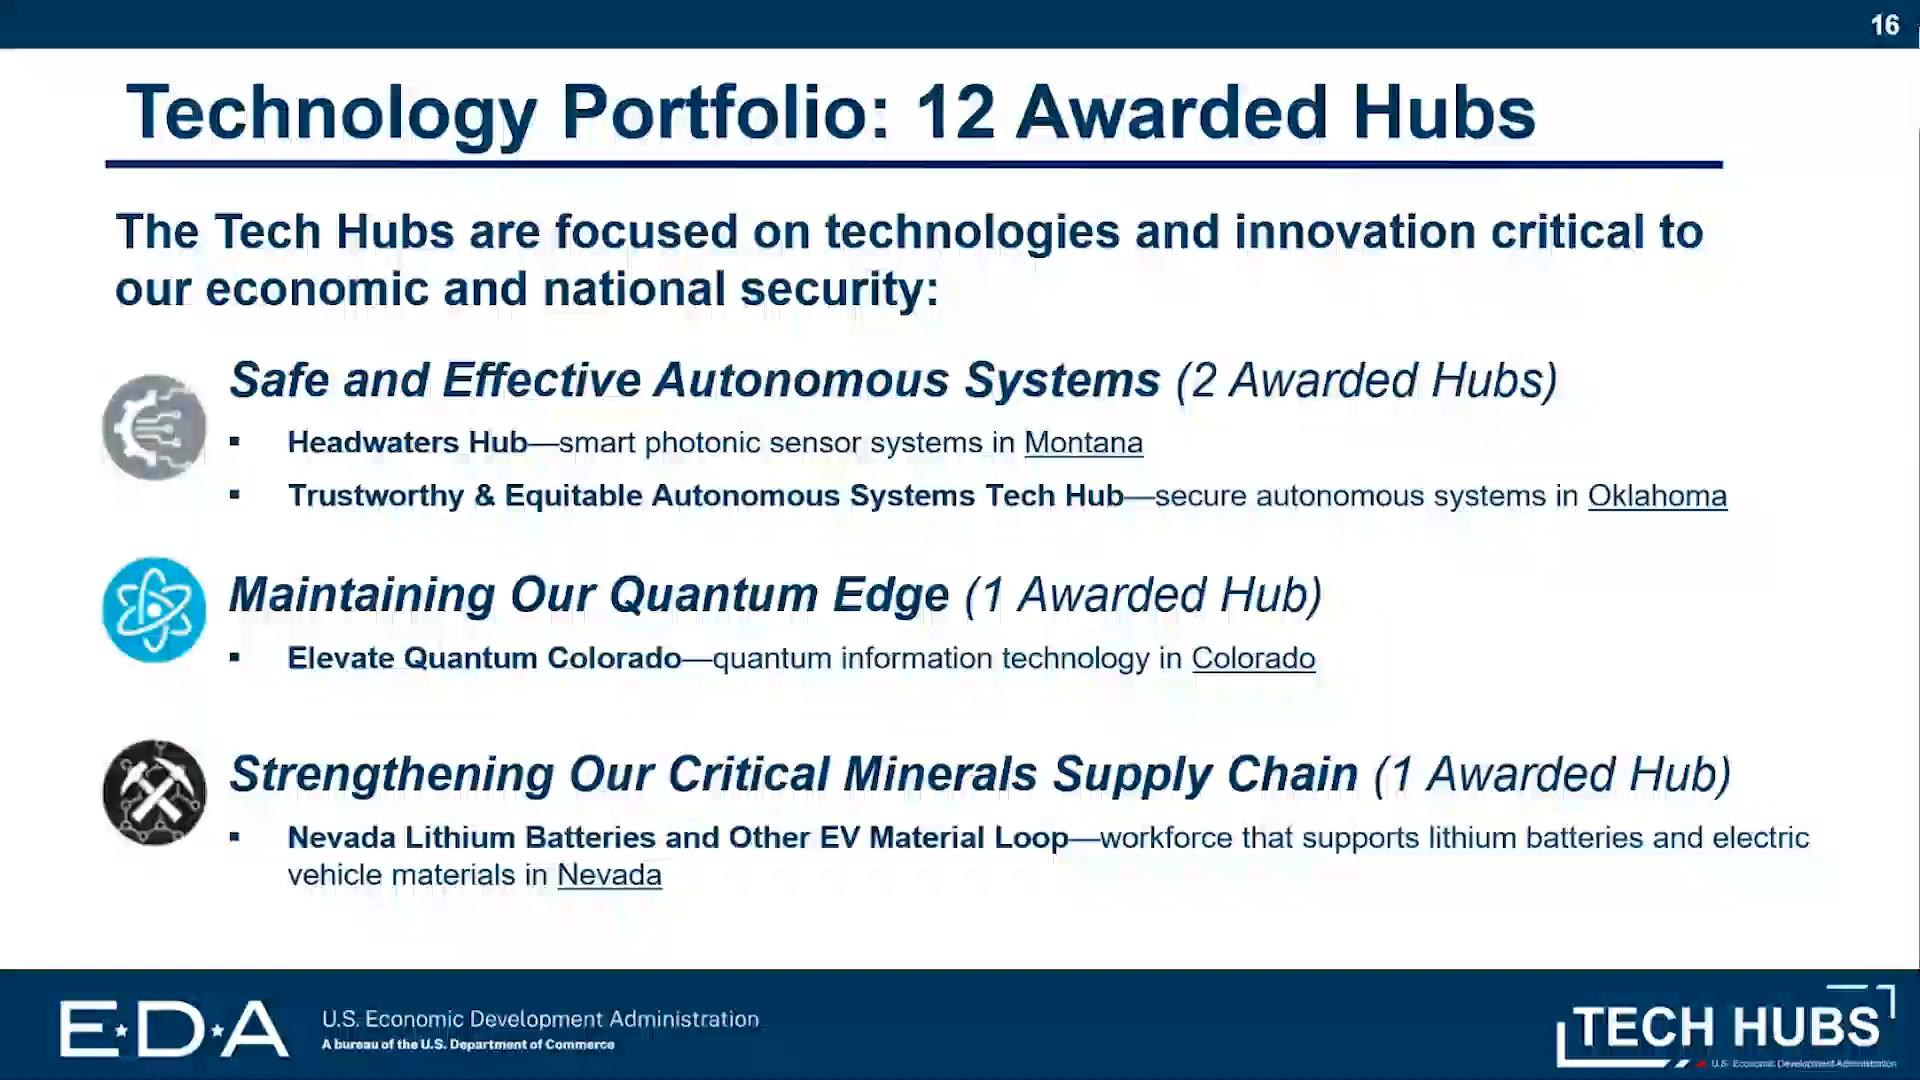 16
Technology Portfolio: 12 Awarded Hubs
The Tech Hubs are focused on technologies and innovation critical to
our economic and national security:
Safe and Effective Autonomous Systems (2 Awarded Hubs)
▪ Headwaters Hub—smart photonic sensor systems in Montana
▪ Trustworthy & Equitable Autonomous Systems Tech Hub—secure autonomous systems in Oklahoma
Maintaining Our Quantum Edge (1 Awarded Hub)
▪ Elevate Quantum Colorado—quantum information technology in Colorado
Strengthening Our Critical Minerals Supply Chain (1 Awarded Hub)
▪ Nevada Lithium Batteries and Other EV Material Loop—workforce that supports lithium batteries and electric
vehicle materials in Nevada
E★D★A
U.S. Economic Development Administration
A bureau of the U.S. Department of Commerce
TECH HUBS
U.S. Economic Development Administration